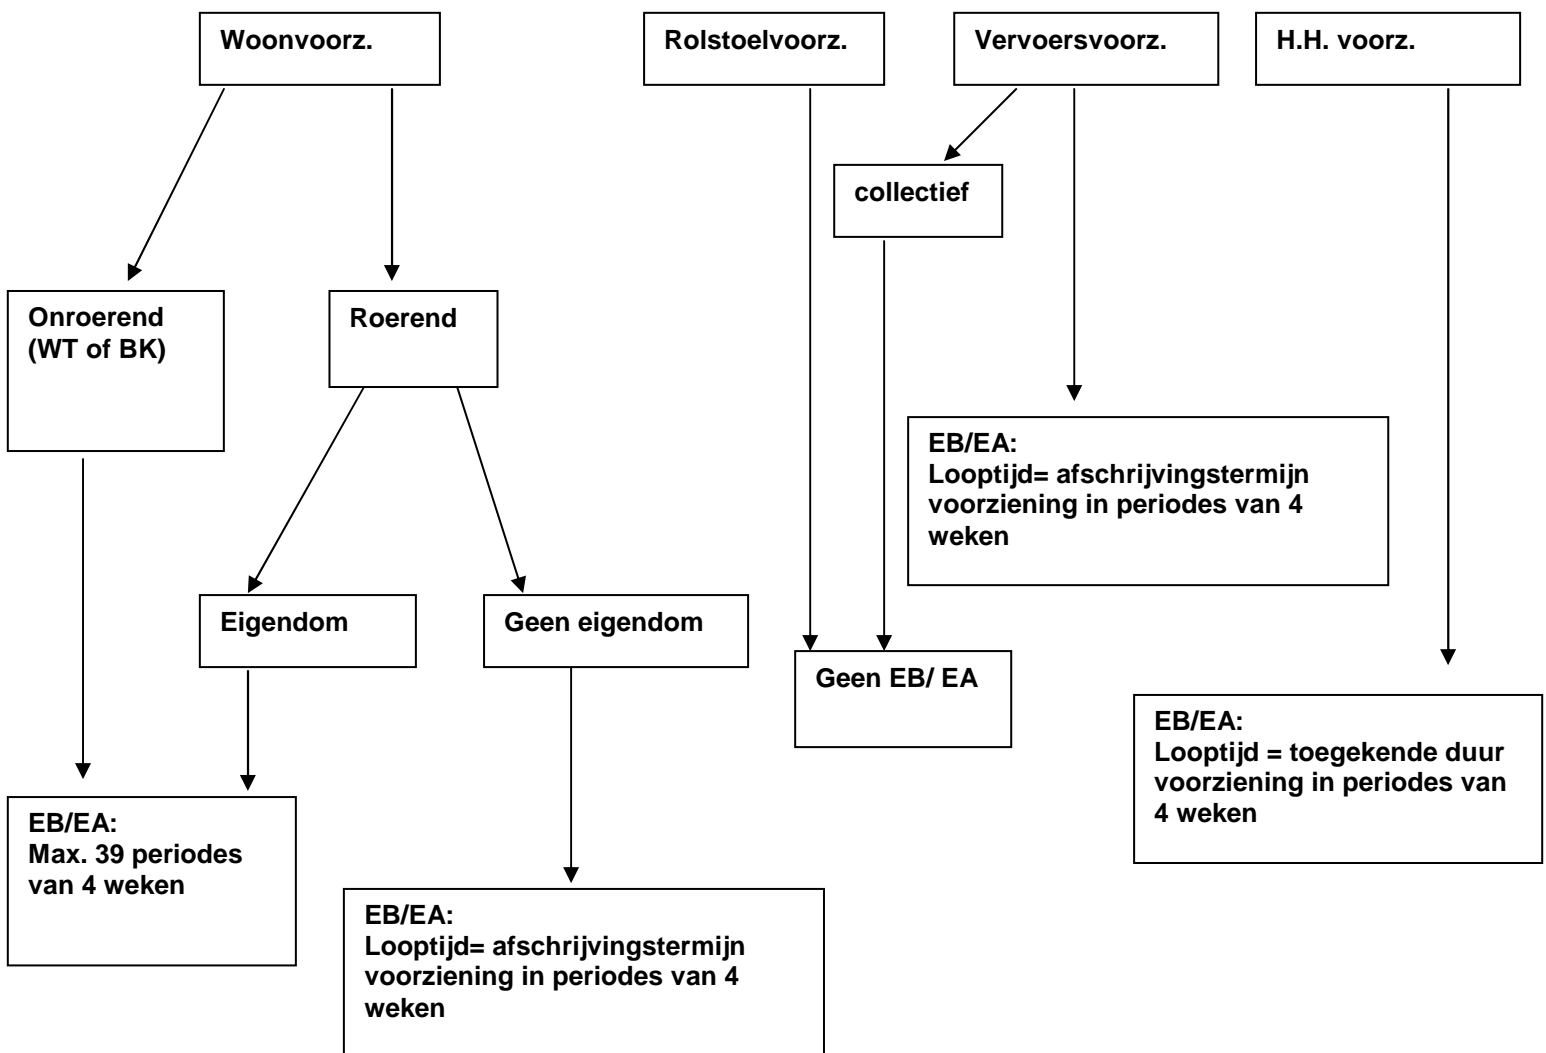 Woonvoorz.
Rolstoelvoorz.
Vervoersvoorz.
H.H. voorz.
collectief
Onroerend
(WT of BK)
Roerend
EB/EA:
Looptijd= afschrijvingstermijn
voorziening in periodes van 4
weken
Eigendom
Geen eigendom
Geen EB/ EA
EB/EA:
Looptijd = toegekende duur
voorziening in periodes van
4 weken
EB/EA:
Max. 39 periodes
van 4 weken
EB/EA:
Looptijd= afschrijvingstermijn
voorziening in periodes van 4
weken